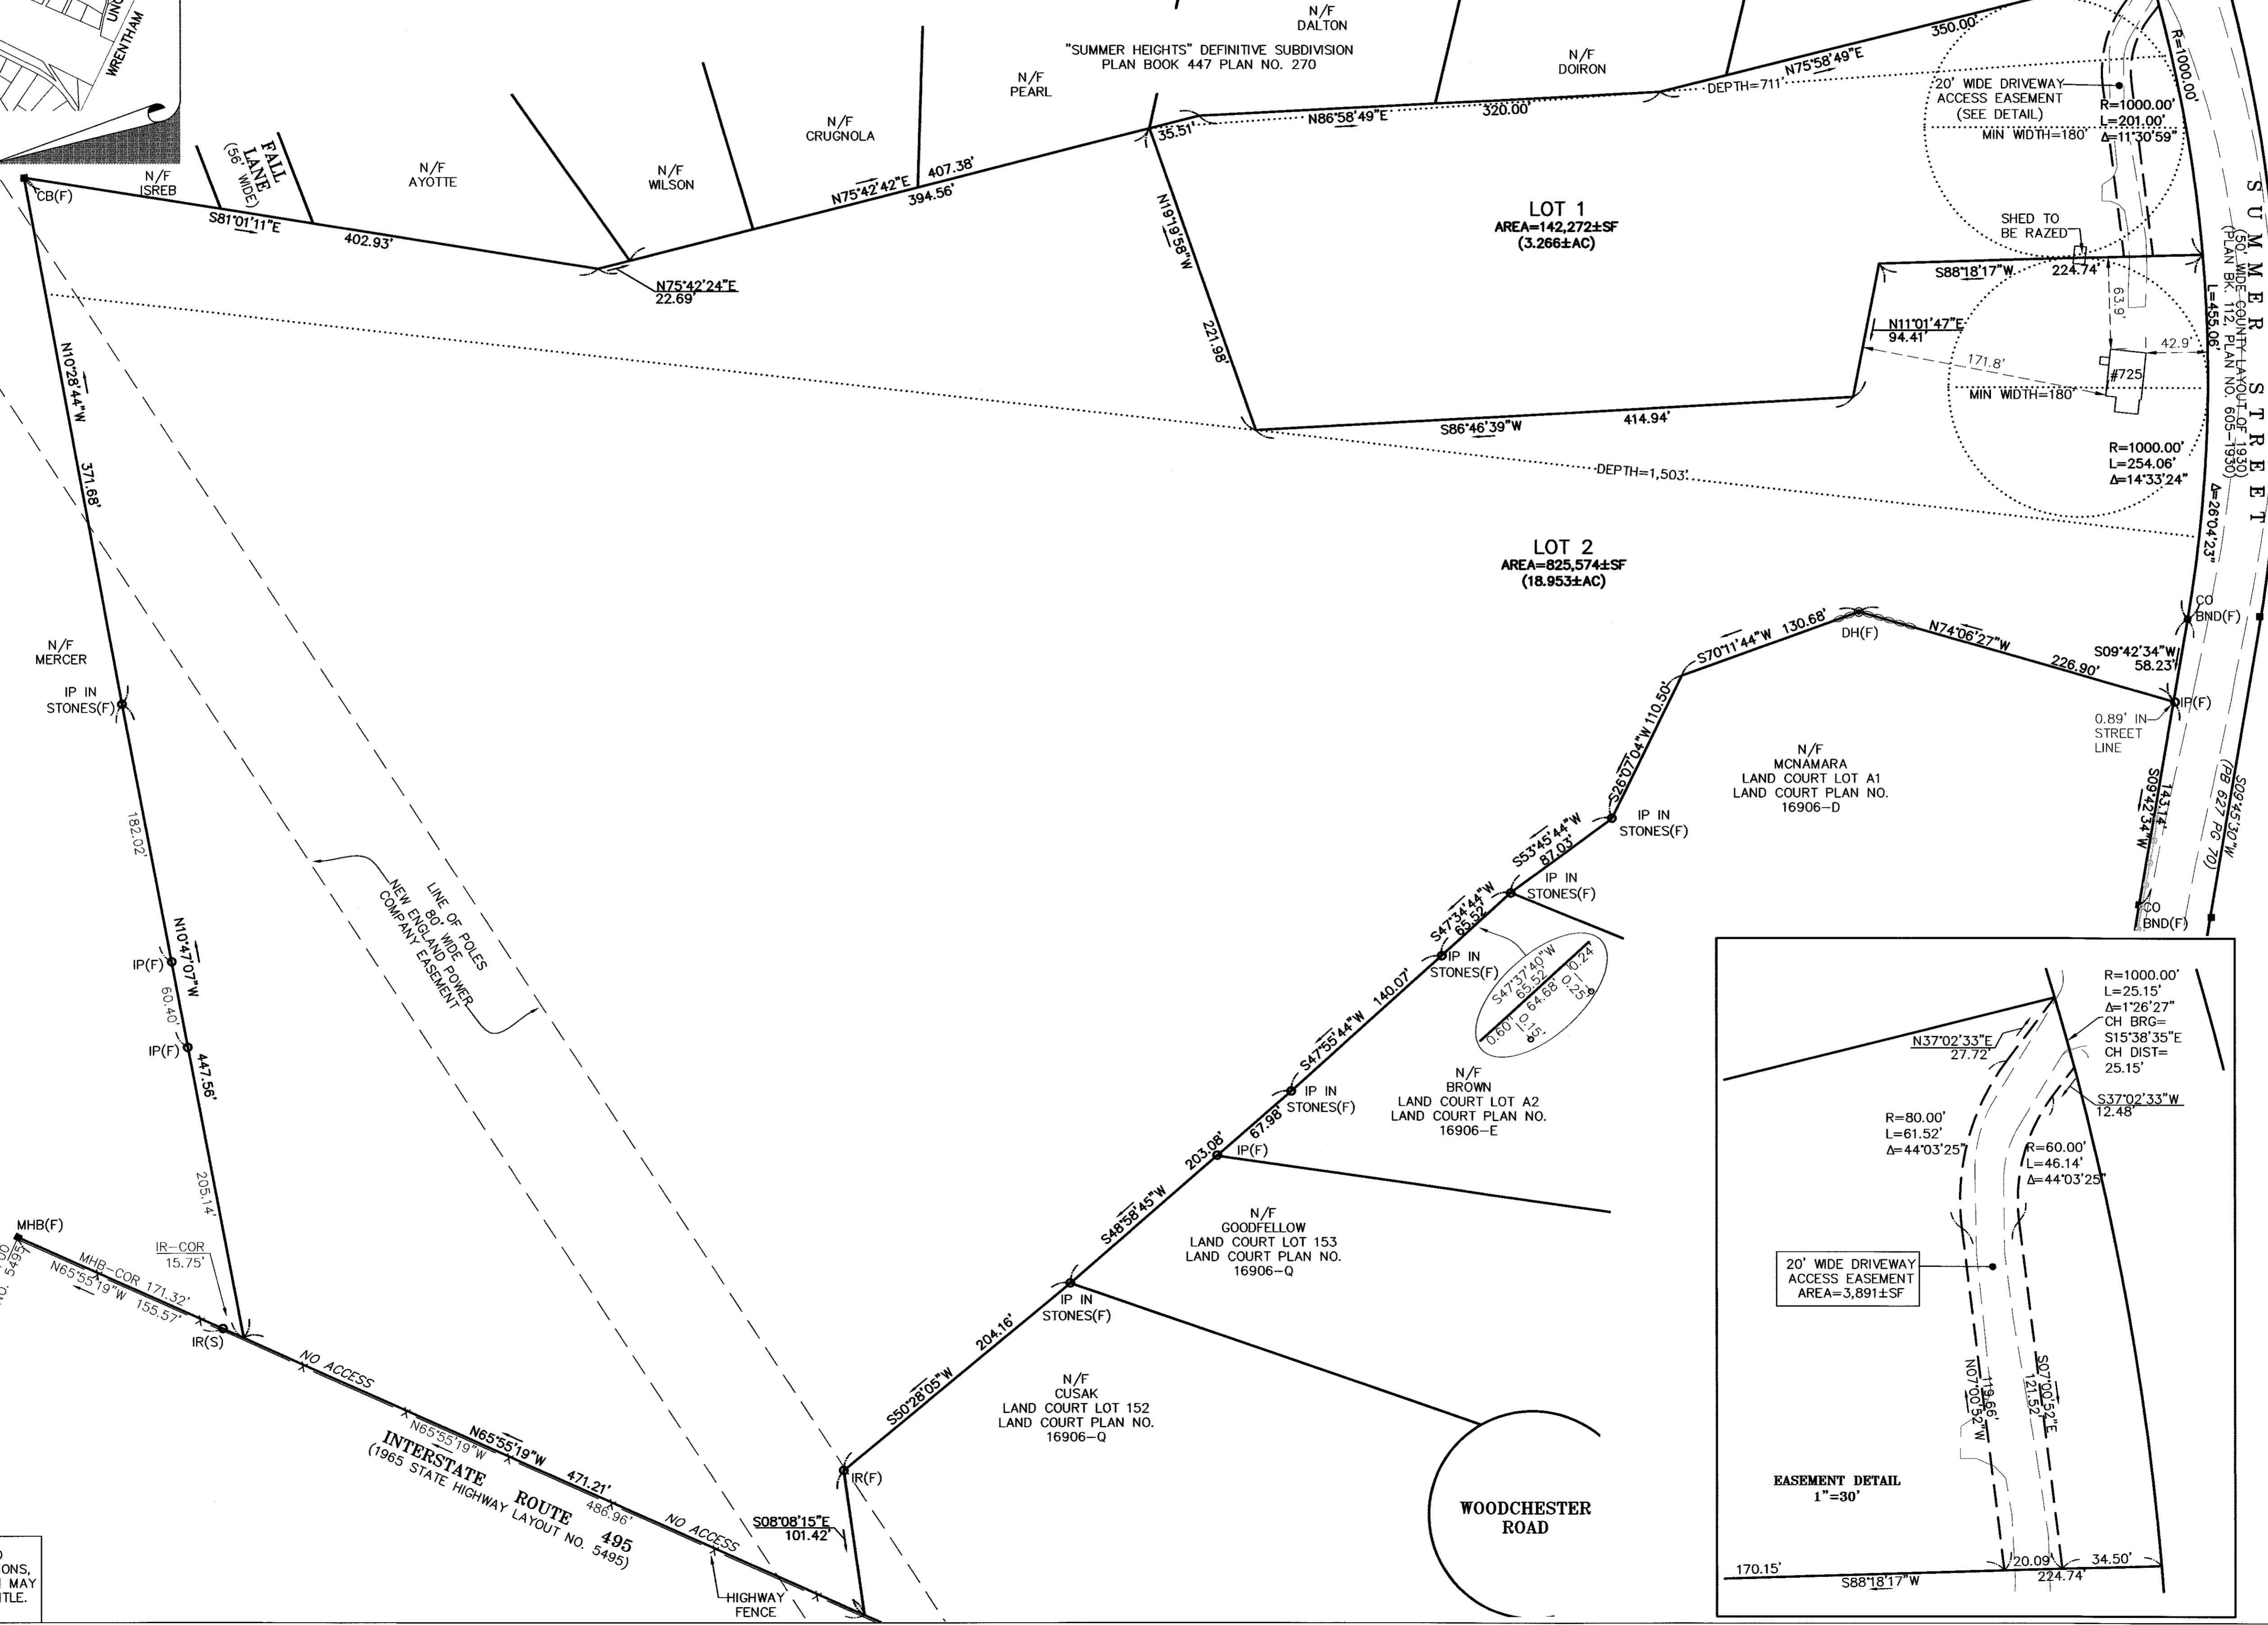 WRENTHAM
N/F
DALTON
"SUMMER HEIGHTS" DEFINITIVE SUBDIVISION
PLAN BOOK 447 PLAN NO. 270
N/F
PEARL
N/F
DOIRON
N/F
CRUGNOLA
N/F
WILSON
N/F
AYOTTE
FALL
LANE
(56' WIDE)
N/F
ISREB
CB(F)
S81°01'11"E
402.93'
N75°42'24"E
22.69'
N75°42'42"E
407.38'
394.56'
35.51'
N86°58'49"E
320.00'
N75°58'49"E
350.00'
DEPTH=711'
R=1000.00'
20' WIDE DRIVEWAY
ACCESS EASEMENT
(SEE DETAIL)
R=1000.00'
L=201.00'
Δ=11°30'59"
MIN WIDTH=180'
LOT 1
AREA=142,272±SF
(3.266±AC)
SHED TO
BE RAZED
N19°19'58"W
221.98'
S88°18'17"W
224.74'
N11°01'47"E
94.41'
63.9'
171.8'
42.9'
#725
MIN WIDTH=180'
S86°46'39"W
414.94'
R=1000.00'
L=254.06'
Δ=14°33'24"
L=455.06'
Δ=26°04'23"
SUMMER STREET
(50' WIDE COUNTY LAYOUT OF 1930)
(PLAN BK. 112, PLAN NO. 605-1930)
DEPTH=1,503'
LOT 2
AREA=825,574±SF
(18.953±AC)
N10°28'44"W
371.68'
N/F
MERCER
IP IN
STONES(F)
182.02'
IP(F)
N10°47'07"W
60.40'
IP(F)
447.56'
205.14'
LINE OF POLES
80' WIDE
NEW ENGLAND POWER
COMPANY EASEMENT
CO
BND(F)
S09°42'34"W
58.23'
IP(F)
0.89' IN
STREET
LINE
N74°06'27"W
226.90'
DH(F)
S70°11'44"W 130.68'
S26°07'04"W 110.50'
IP IN
STONES(F)
N/F
MCNAMARA
LAND COURT LOT A1
LAND COURT PLAN NO.
16906-D
S09°42'34"W
143.14'
S09°45'30"W
(PB 627 PG 70)
CO
BND(F)
S53°45'44"W
87.03'
IP IN
STONES(F)
S47°34'44"W
65.52'
IP IN
STONES(F)
S47°37'40"W
65.52'
64.68'
0.24'
0.25'
0.60'
0.15'
140.07'
S47°55'44"W
IP IN
STONES(F)
N/F
BROWN
LAND COURT LOT A2
LAND COURT PLAN NO.
16906-E
67.98'
203.08'
IP(F)
S48°58'45"W
N/F
GOODFELLOW
LAND COURT LOT 153
LAND COURT PLAN NO.
16906-Q
IP IN
STONES(F)
204.16'
S50°28'05"W
N/F
CUSAK
LAND COURT LOT 152
LAND COURT PLAN NO.
16906-Q
IR(F)
S08°08'15"E
101.42'
WOODCHESTER
ROAD
MHB(F)
MHB-COR 171.32'
N65°55'19"W 155.57'
IR-COR
15.75'
IR(S)
NO ACCESS
N65°55'19"W
N65°55'19"W
471.21'
486.96'
INTERSTATE ROUTE 495
(1965 STATE HIGHWAY LAYOUT NO. 5495)
NO ACCESS
HIGHWAY
FENCE
NO. 5495
ONS,
MAY
TLE.
R=1000.00'
L=25.15'
Δ=1°26'27"
CH BRG=
S15°38'35"E
CH DIST=
25.15'
N37°02'33"E
27.72'
S37°02'33"W
12.48'
R=80.00'
L=61.52'
Δ=44°03'25"
R=60.00'
L=46.14'
Δ=44°03'25"
20' WIDE DRIVEWAY
ACCESS EASEMENT
AREA=3,891±SF
N07°00'52"W
119.66'
S07°00'52"E
121.52'
EASEMENT DETAIL
1"=30'
170.15'
20.09'
34.50'
S88°18'17"W
224.74'